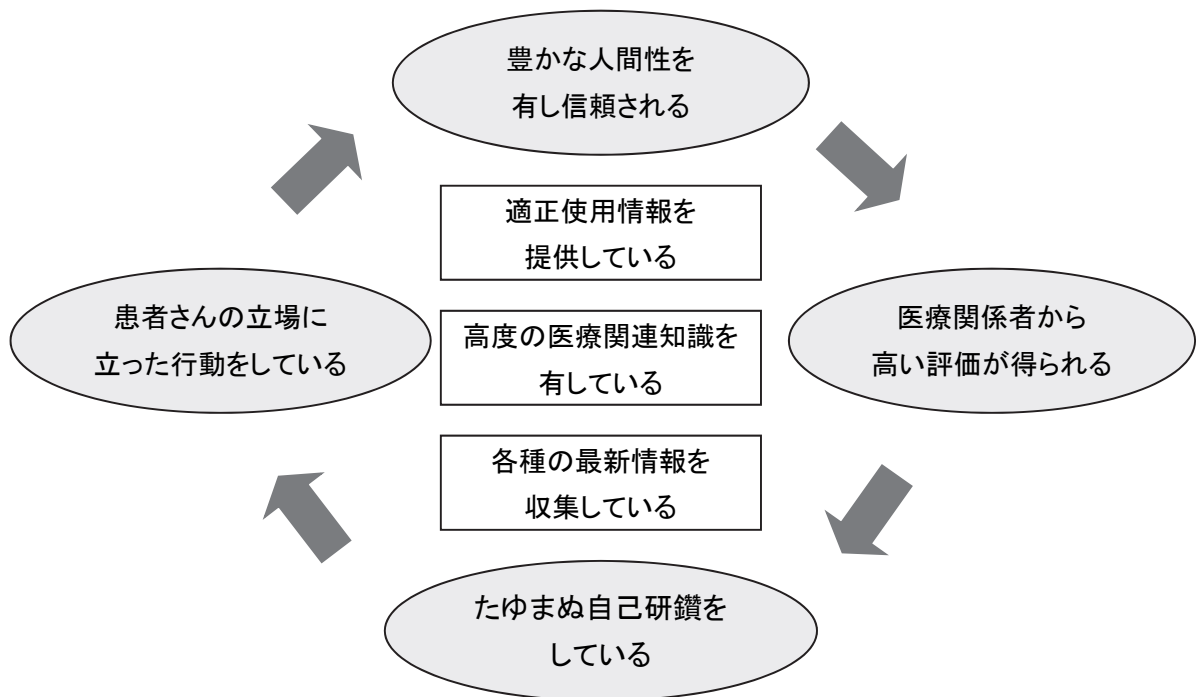 豊かな人間性を
有し信頼される
適正使用情報を
提供している
患者さんの立場に
立った行動をしている
高度の医療関連知識を
有している
医療関係者から
高い評価が得られる
各種の最新情報を
収集している
たゆまぬ自己研鑽を
している